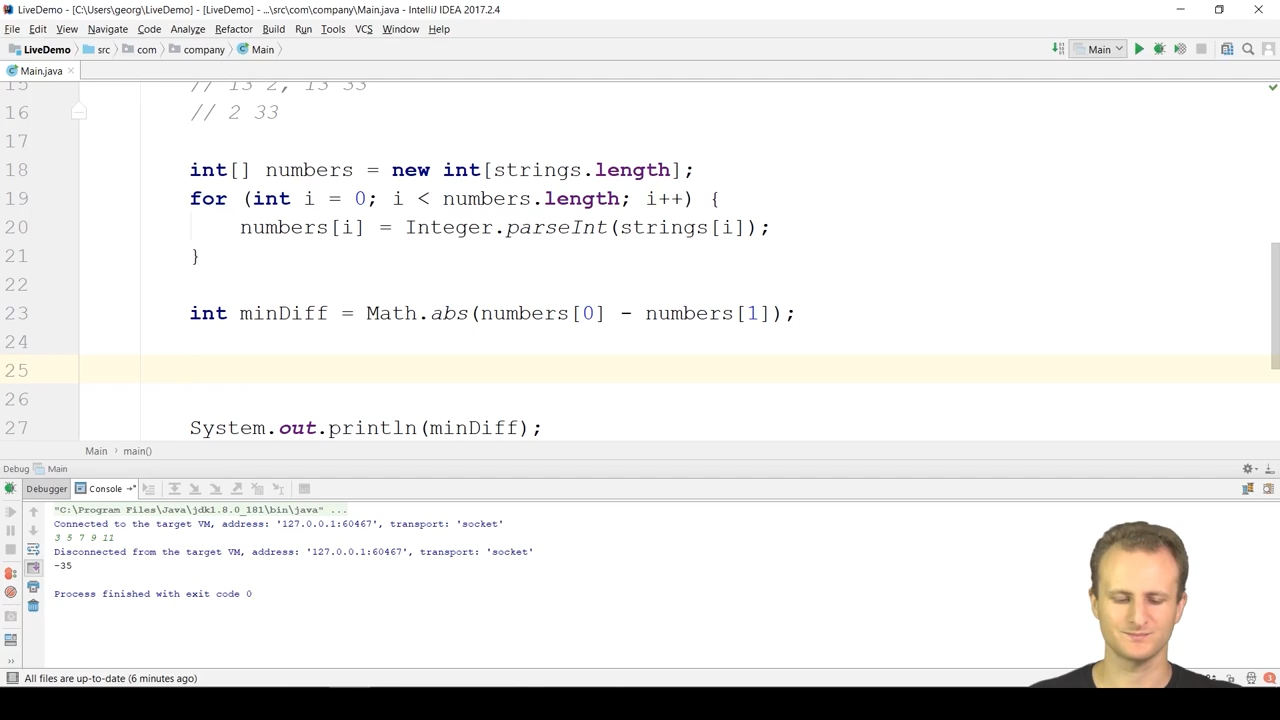 LiveDemo - [C:\Users\georg\LiveDemo] - [LiveDemo] - ...\src\com\company\Main.java - IntelliJ IDEA 2017.2.4
File Edit View Navigate Code Analyze Refactor Build Run Tools VCS Window Help
LiveDemo src com company Main Main
Main.java
15 // 13 2, 13 33
16 // 2 33
17
18 int[] numbers = new int[strings.length];
19 for (int i = 0; i < numbers.length; i++) {
20 numbers[i] = Integer.parseInt(strings[i]);
21 }
22
23 int minDiff = Math.abs(numbers[0] - numbers[1]);
24
25
26
27 System.out.println(minDiff);
Main main()
Debug Main
Debugger Console
"C:\Program Files\Java\jdk1.8.0_181\bin\java" ...
Connected to the target VM, address: '127.0.0.1:60467', transport: 'socket'
3 5 7 9 11
Disconnected from the target VM, address: '127.0.0.1:60467', transport: 'socket'
-35
Process finished with exit code 0
All files are up-to-date (6 minutes ago)
3